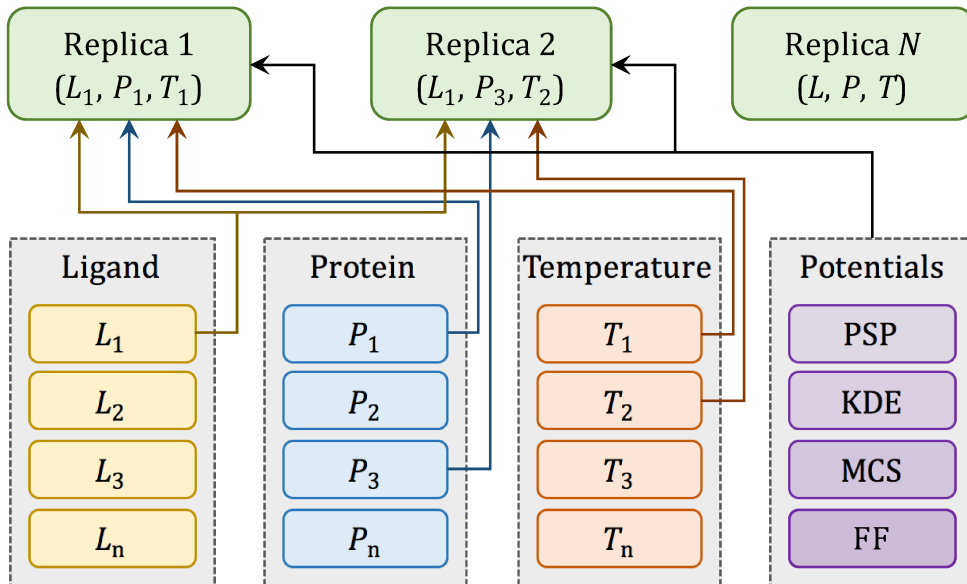 Replica 1
(L₁, P₁, T₁)
Replica 2
(L₁, P₃, T₂)
Replica N
(L, P, T)
Ligand
L₁
L₂
L₃
Lₙ
Protein
P₁
P₂
P₃
Pₙ
Temperature
T₁
T₂
T₃
Tₙ
Potentials
PSP
KDE
MCS
FF